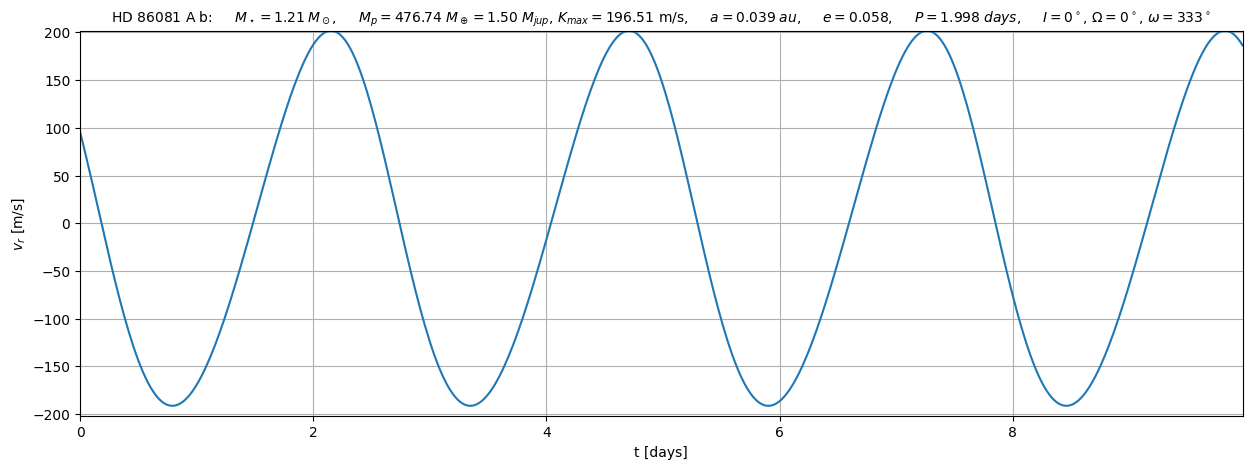 HD 86081 A b: M⋆ = 1.21 M⊙, Mp = 476.74 M⊕ = 1.50 Mjup, Kmax = 196.51 m/s, a = 0.039 au, e = 0.058, P = 1.998 days, I = 0°, Ω = 0°, ω = 333°
200
150
100
50
0
−50
−100
−150
−200
vr [m/s]
0 2 4 6 8
t [days]